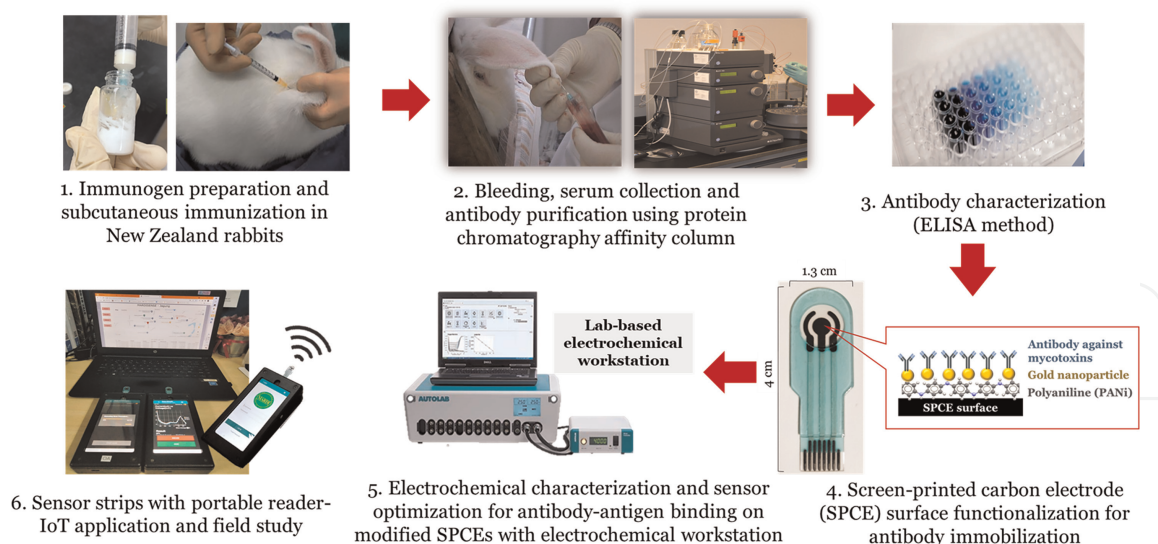 1. Immunogen preparation and
subcutaneous immunization in
New Zealand rabbits
2. Bleeding, serum collection and
antibody purification using protein
chromatography affinity column
3. Antibody characterization
(ELISA method)
1.3 cm
4 cm
Antibody against
mycotoxins
Gold nanoparticle
Polyaniline (PANi)
SPCE surface
4. Screen-printed carbon electrode
(SPCE) surface functionalization for
antibody immobilization
Lab-based
electrochemical
workstation
AUTOLAB
5. Electrochemical characterization and sensor
optimization for antibody-antigen binding on
modified SPCEs with electrochemical workstation
6. Sensor strips with portable reader-
IoT application and field study